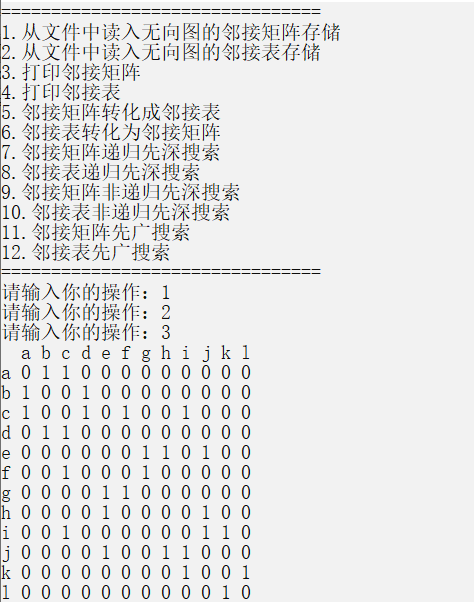 ================================
1.从文件中读入无向图的邻接矩阵存储
2.从文件中读入无向图的邻接表存储
3.打印邻接矩阵
4.打印邻接表
5.邻接矩阵转化成邻接表
6.邻接表转化为邻接矩阵
7.邻接矩阵递归先深搜索
8.邻接表递归先深搜索
9.邻接矩阵非递归先深搜索
10.邻接表非递归先深搜索
11.邻接矩阵先广搜索
12.邻接表先广搜索
================================
请输入你的操作：1
请输入你的操作：2
请输入你的操作：3
  a b c d e f g h i j k l
a 0 1 1 0 0 0 0 0 0 0 0 0
b 1 0 0 1 0 0 0 0 0 0 0 0
c 1 0 0 1 0 1 0 0 1 0 0 0
d 0 1 1 0 0 0 0 0 0 0 0 0
e 0 0 0 0 0 0 1 1 0 1 0 0
f 0 0 1 0 0 0 1 0 0 0 0 0
g 0 0 0 0 1 1 0 0 0 0 0 0
h 0 0 0 0 1 0 0 0 0 1 0 0
i 0 0 1 0 0 0 0 0 0 1 1 0
j 0 0 0 0 1 0 0 1 1 0 0 0
k 0 0 0 0 0 0 0 0 1 0 0 1
l 0 0 0 0 0 0 0 0 0 0 1 0